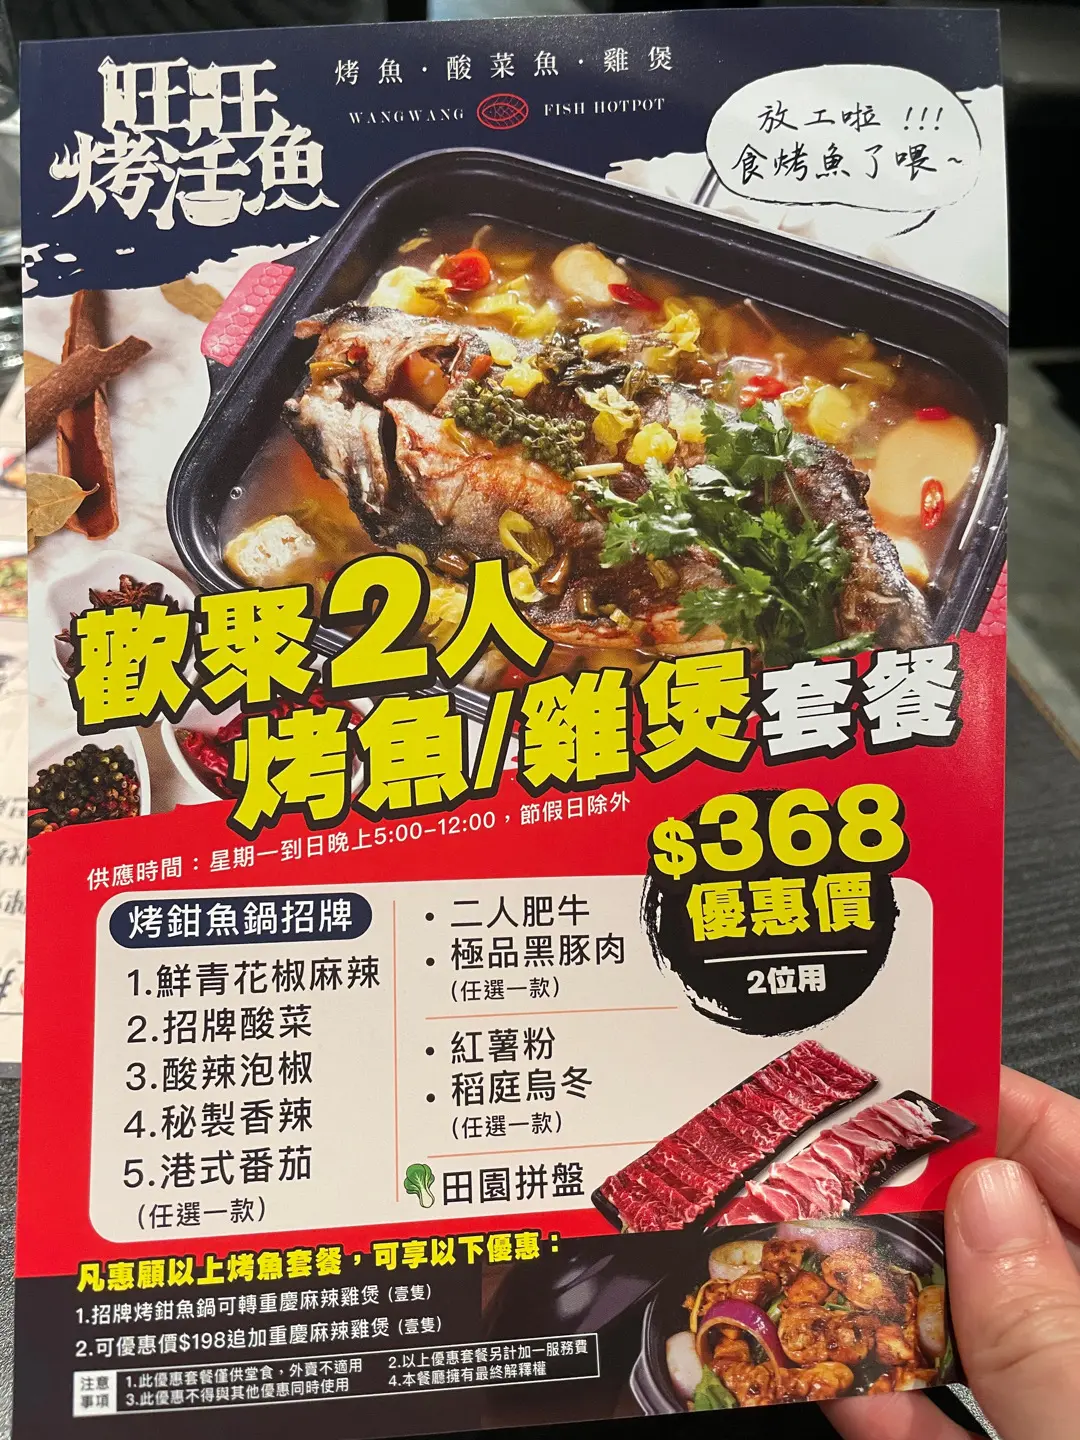 旺旺
烤活魚
烤魚·酸菜魚·雞煲
WANGWANG FISH HOTPOT
放工啦 !!!
食烤魚了喂~
歡聚2人
烤魚/雞煲套餐
供應時間：星期一到日晚上5:00-12:00，節假日除外
$368
優惠價
2位用
烤鉗魚鍋招牌
1.鮮青花椒麻辣
2.招牌酸菜
3.酸辣泡椒
4.秘製香辣
5.港式番茄
(任選一款)
· 二人肥牛
· 極品黑豚肉
(任選一款)
· 紅薯粉
· 稻庭烏冬
(任選一款)
田園拼盤
凡惠顧以上烤魚套餐，可享以下優惠：
1.招牌烤鉗魚鍋可轉重慶麻辣雞煲 (壹隻)
2.可優惠價$198追加重慶麻辣雞煲 (壹隻)
注意事項
1.此優惠套餐僅供堂食，外賣不適用
2.以上優惠套餐另計加一服務費
3.此優惠不得與其他優惠同時使用
4.本餐廳擁有最終解釋權